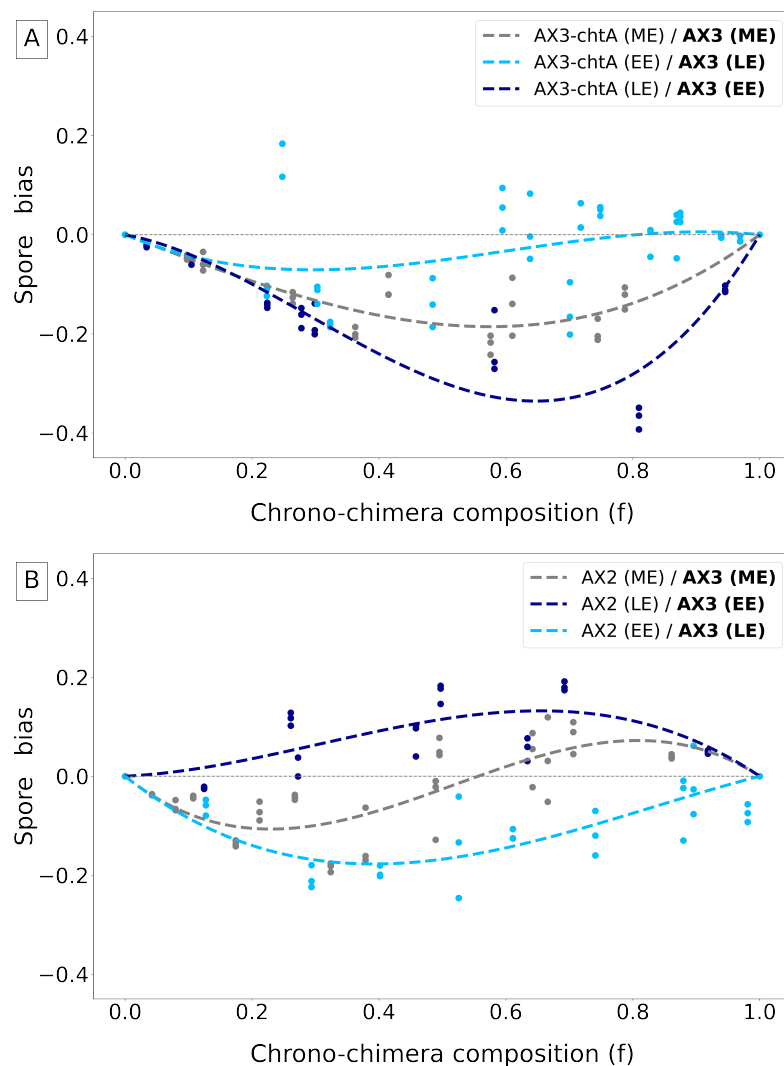 A
AX3-chtA (ME) / AX3 (ME)
AX3-chtA (EE) / AX3 (LE)
AX3-chtA (LE) / AX3 (EE)
0.4
0.2
0.0
−0.2
−0.4
Spore bias
0.0 0.2 0.4 0.6 0.8 1.0
Chrono-chimera composition (f)
B
AX2 (ME) / AX3 (ME)
AX2 (LE) / AX3 (EE)
AX2 (EE) / AX3 (LE)
0.4
0.2
0.0
−0.2
−0.4
Spore bias
0.0 0.2 0.4 0.6 0.8 1.0
Chrono-chimera composition (f)